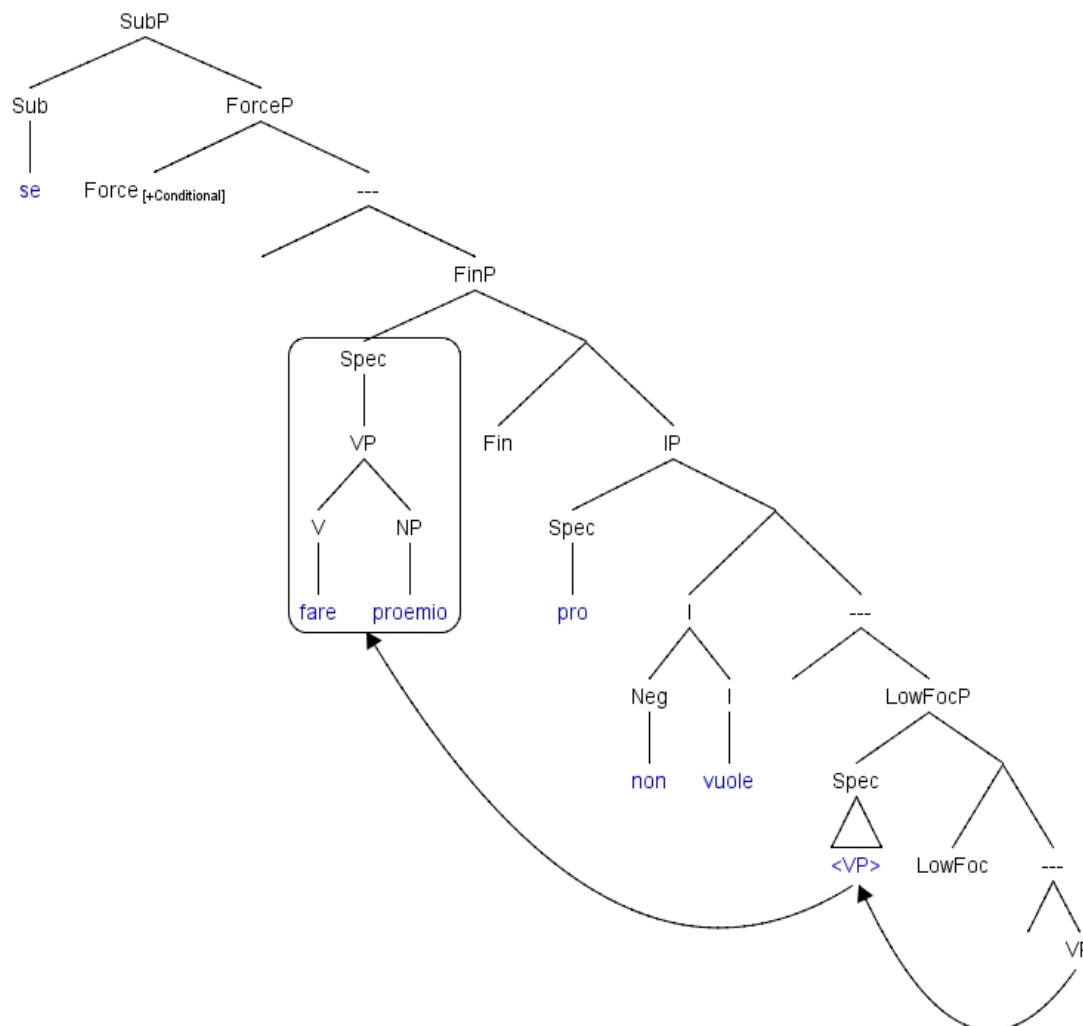 SubP
Sub ForceP
se Force [+Conditional] ---
FinP
Spec
VP Fin IP
V NP Spec
fare proemio pro I ---
Neg I LowFocP
non vuole Spec
<VP> LowFoc ---